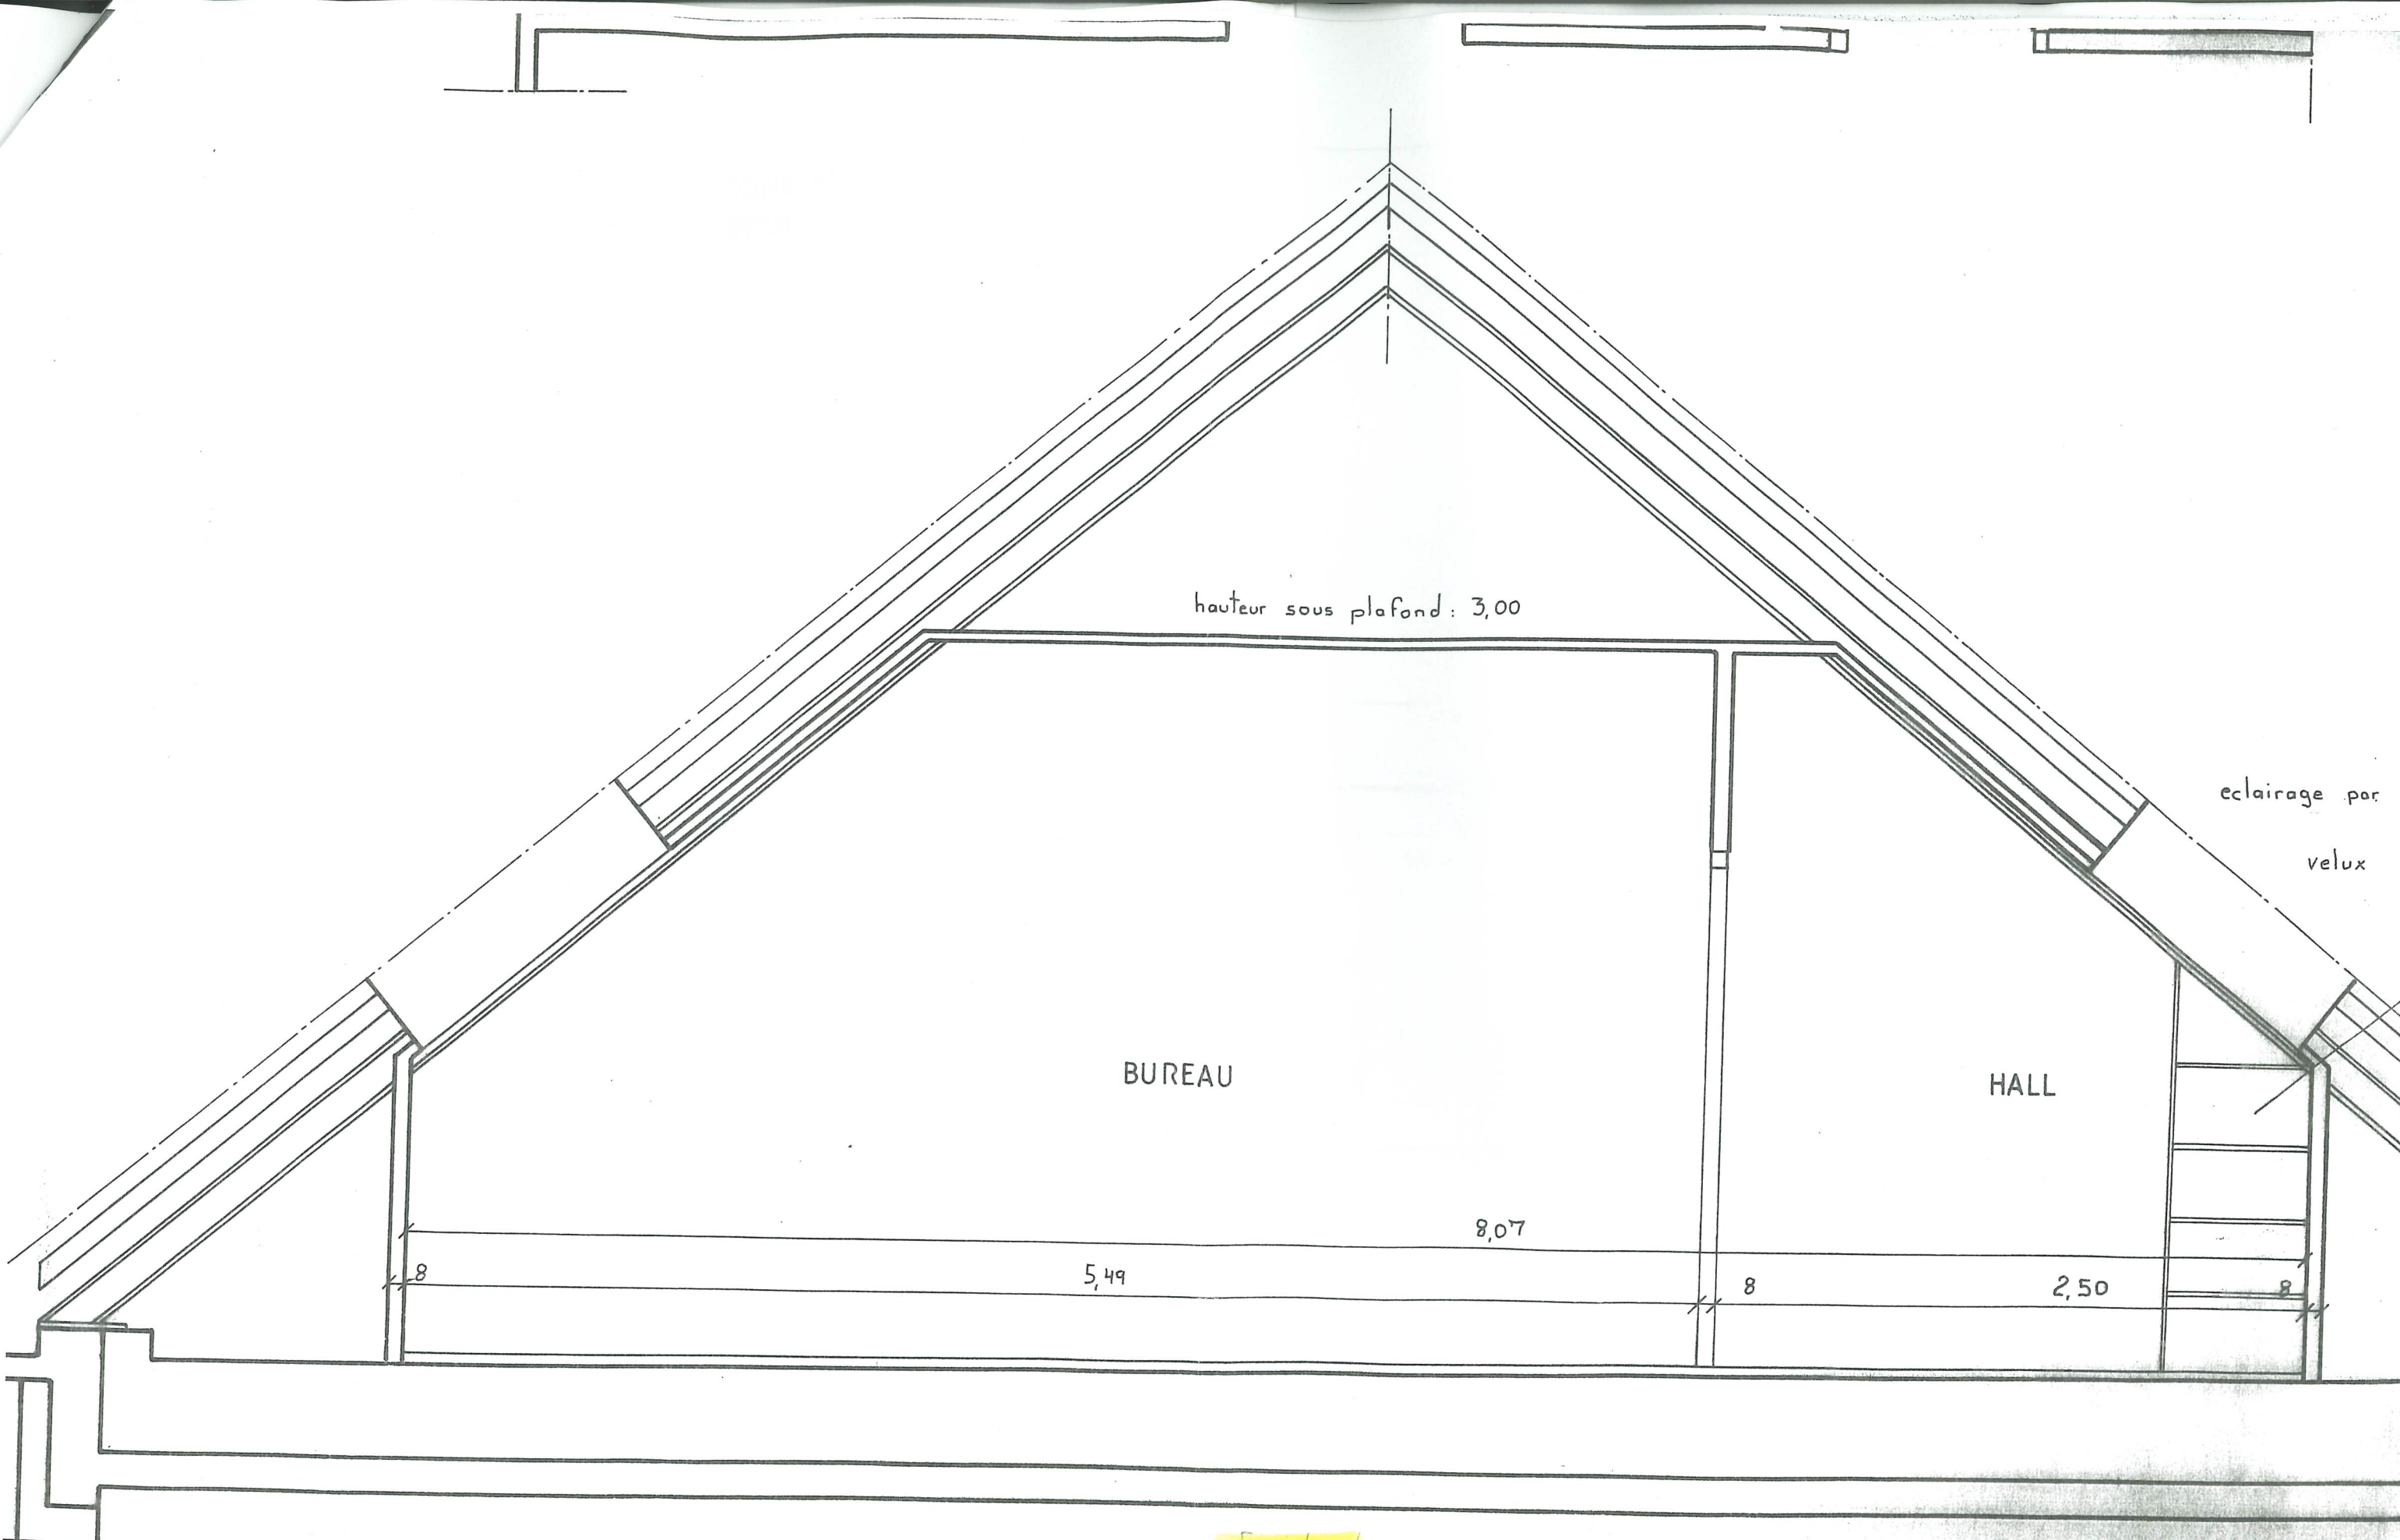 hauteur sous plafond : 3,00
eclairage par
velux
BUREAU
HALL
8,07
8 5,49 8 2,50 8